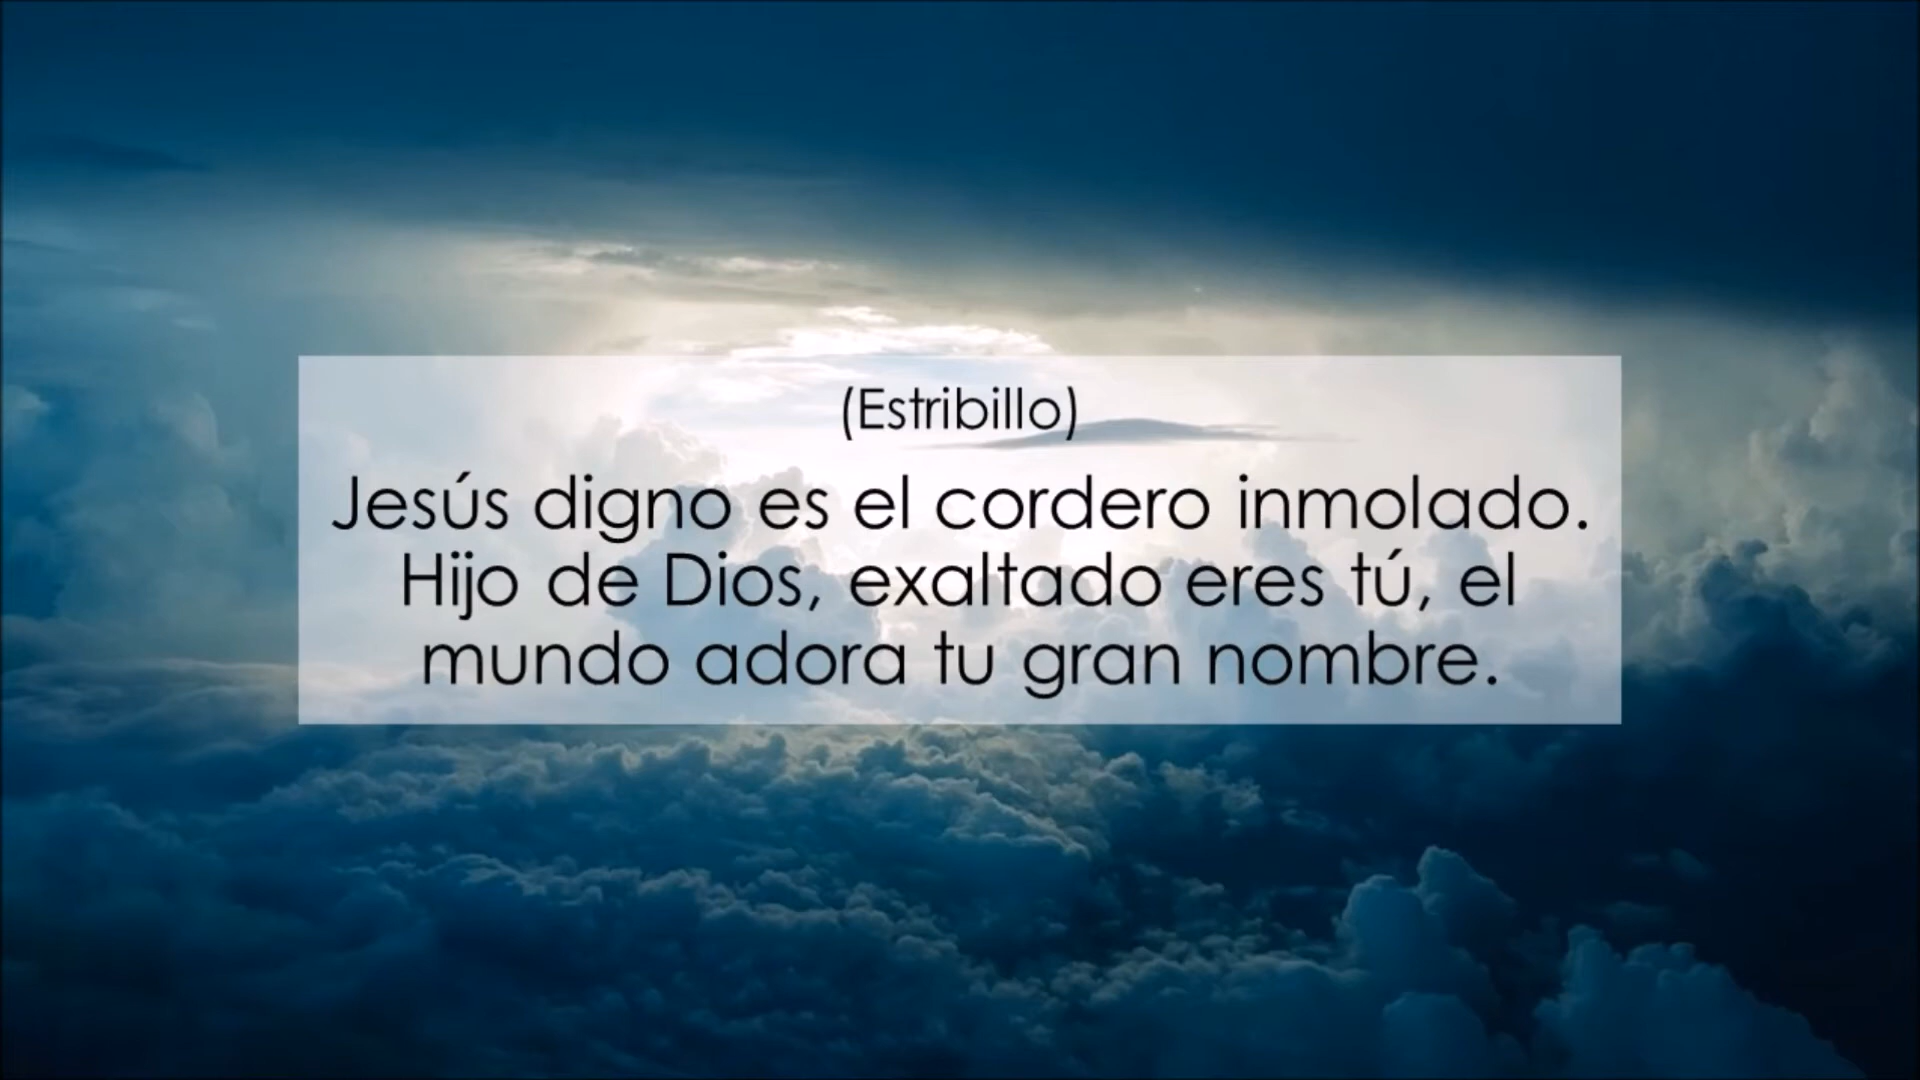 (Estribillo)
Jesús digno es el cordero inmolado.
Hijo de Dios, exaltado eres tú, el
mundo adora tu gran nombre.